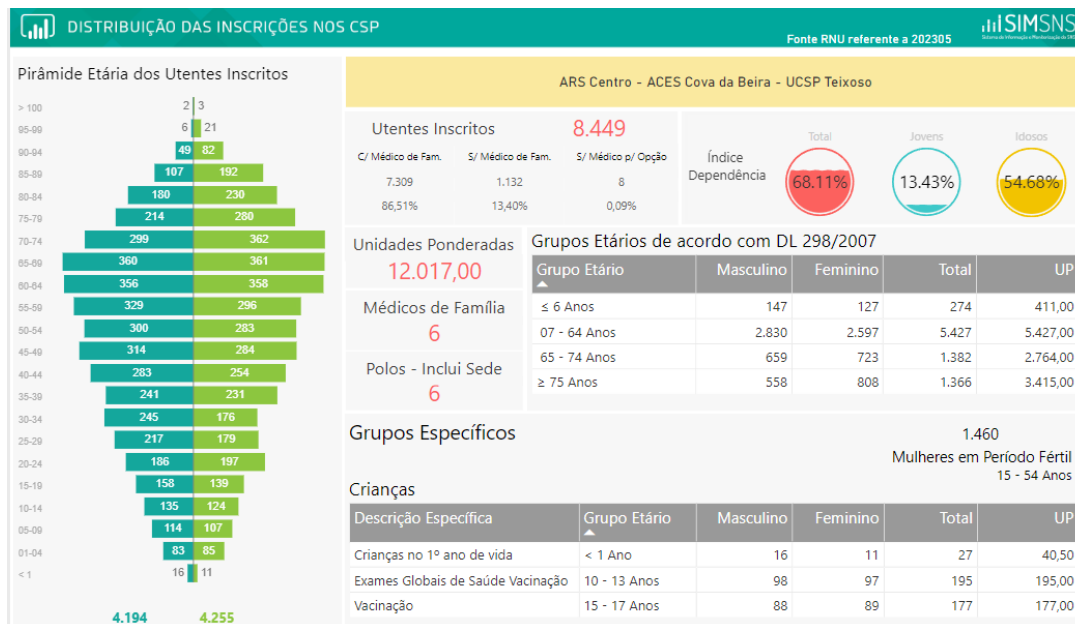 DISTRIBUIÇÃO DAS INSCRIÇÕES NOS CSP
Fonte RNU referente a 202305
SIMSNS
Pirâmide Etária dos Utentes Inscritos
> 100 2 3
95-99 6 21
90-94 49 82
85-89 107 192
80-84 180 230
75-79 214 280
70-74 299 362
65-69 360 361
60-64 356 358
55-59 329 296
50-54 300 283
45-49 314 284
40-44 283 254
35-39 241 231
30-34 245 176
25-29 217 179
20-24 186 197
15-19 158 139
10-14 135 124
05-09 114 107
01-04 83 85
< 1 16 11
4.194 4.255
ARS Centro - ACES Cova da Beira - UCSP Teixoso
Utentes Inscritos 8.449
C/ Médico de Fam. S/ Médico de Fam. S/ Médico p/ Opção
7.309 1.132 8
86,51% 13,40% 0,09%
Índice Dependência
Total Jovens Idosos
68.11% 13.43% 54.68%
Unidades Ponderadas
12.017,00
Médicos de Família
6
Polos - Inclui Sede
6
Grupos Etários de acordo com DL 298/2007
Grupo Etário Masculino Feminino Total UP
≤ 6 Anos 147 127 274 411,00
07 - 64 Anos 2.830 2.597 5.427 5.427,00
65 - 74 Anos 659 723 1.382 2.764,00
≥ 75 Anos 558 808 1.366 3.415,00
Grupos Específicos
1.460
Mulheres em Período Fértil
15 - 54 Anos
Crianças
Descrição Específica Grupo Etário Masculino Feminino Total UP
Crianças no 1º ano de vida < 1 Ano 16 11 27 40,50
Exames Globais de Saúde Vacinação 10 - 13 Anos 98 97 195 195,00
Vacinação 15 - 17 Anos 88 89 177 177,00